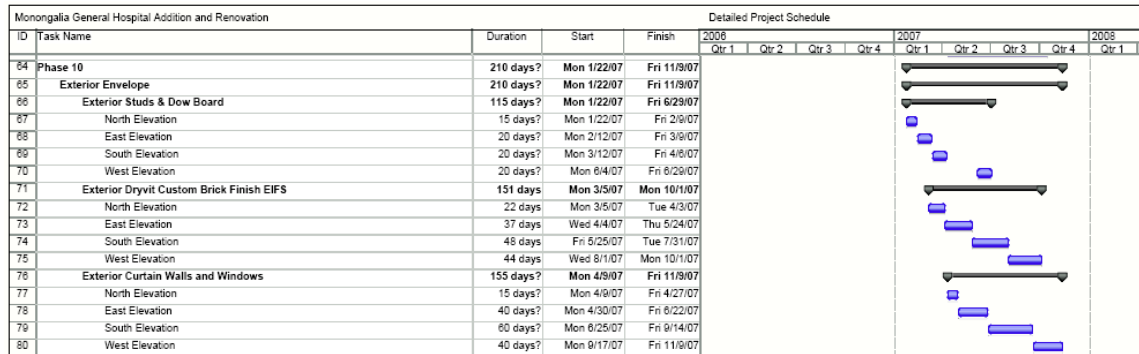 Monongalia General Hospital Addition and Renovation Detailed Project Schedule
ID Task Name Duration Start Finish 2006 2007 2008
Qtr 1 Qtr 2 Qtr 3 Qtr 4 Qtr 1 Qtr 2 Qtr 3 Qtr 4 Qtr 1
64 Phase 10 210 days? Mon 1/22/07 Fri 11/9/07
65 Exterior Envelope 210 days? Mon 1/22/07 Fri 11/9/07
66 Exterior Studs & Dow Board 115 days? Mon 1/22/07 Fri 6/29/07
67 North Elevation 15 days? Mon 1/22/07 Fri 2/9/07
68 East Elevation 20 days? Mon 2/12/07 Fri 3/9/07
69 South Elevation 20 days? Mon 3/12/07 Fri 4/6/07
70 West Elevation 20 days? Mon 6/4/07 Fri 6/29/07
71 Exterior Dryvit Custom Brick Finish EIFS 151 days Mon 3/5/07 Mon 10/1/07
72 North Elevation 22 days Mon 3/5/07 Tue 4/3/07
73 East Elevation 37 days Wed 4/4/07 Thu 5/24/07
74 South Elevation 48 days Fri 5/25/07 Tue 7/31/07
75 West Elevation 44 days Wed 8/1/07 Mon 10/1/07
76 Exterior Curtain Walls and Windows 155 days? Mon 4/9/07 Fri 11/9/07
77 North Elevation 15 days? Mon 4/9/07 Fri 4/27/07
78 East Elevation 40 days? Mon 4/30/07 Fri 6/22/07
79 South Elevation 60 days? Mon 6/25/07 Fri 9/14/07
80 West Elevation 40 days? Mon 9/17/07 Fri 11/9/07